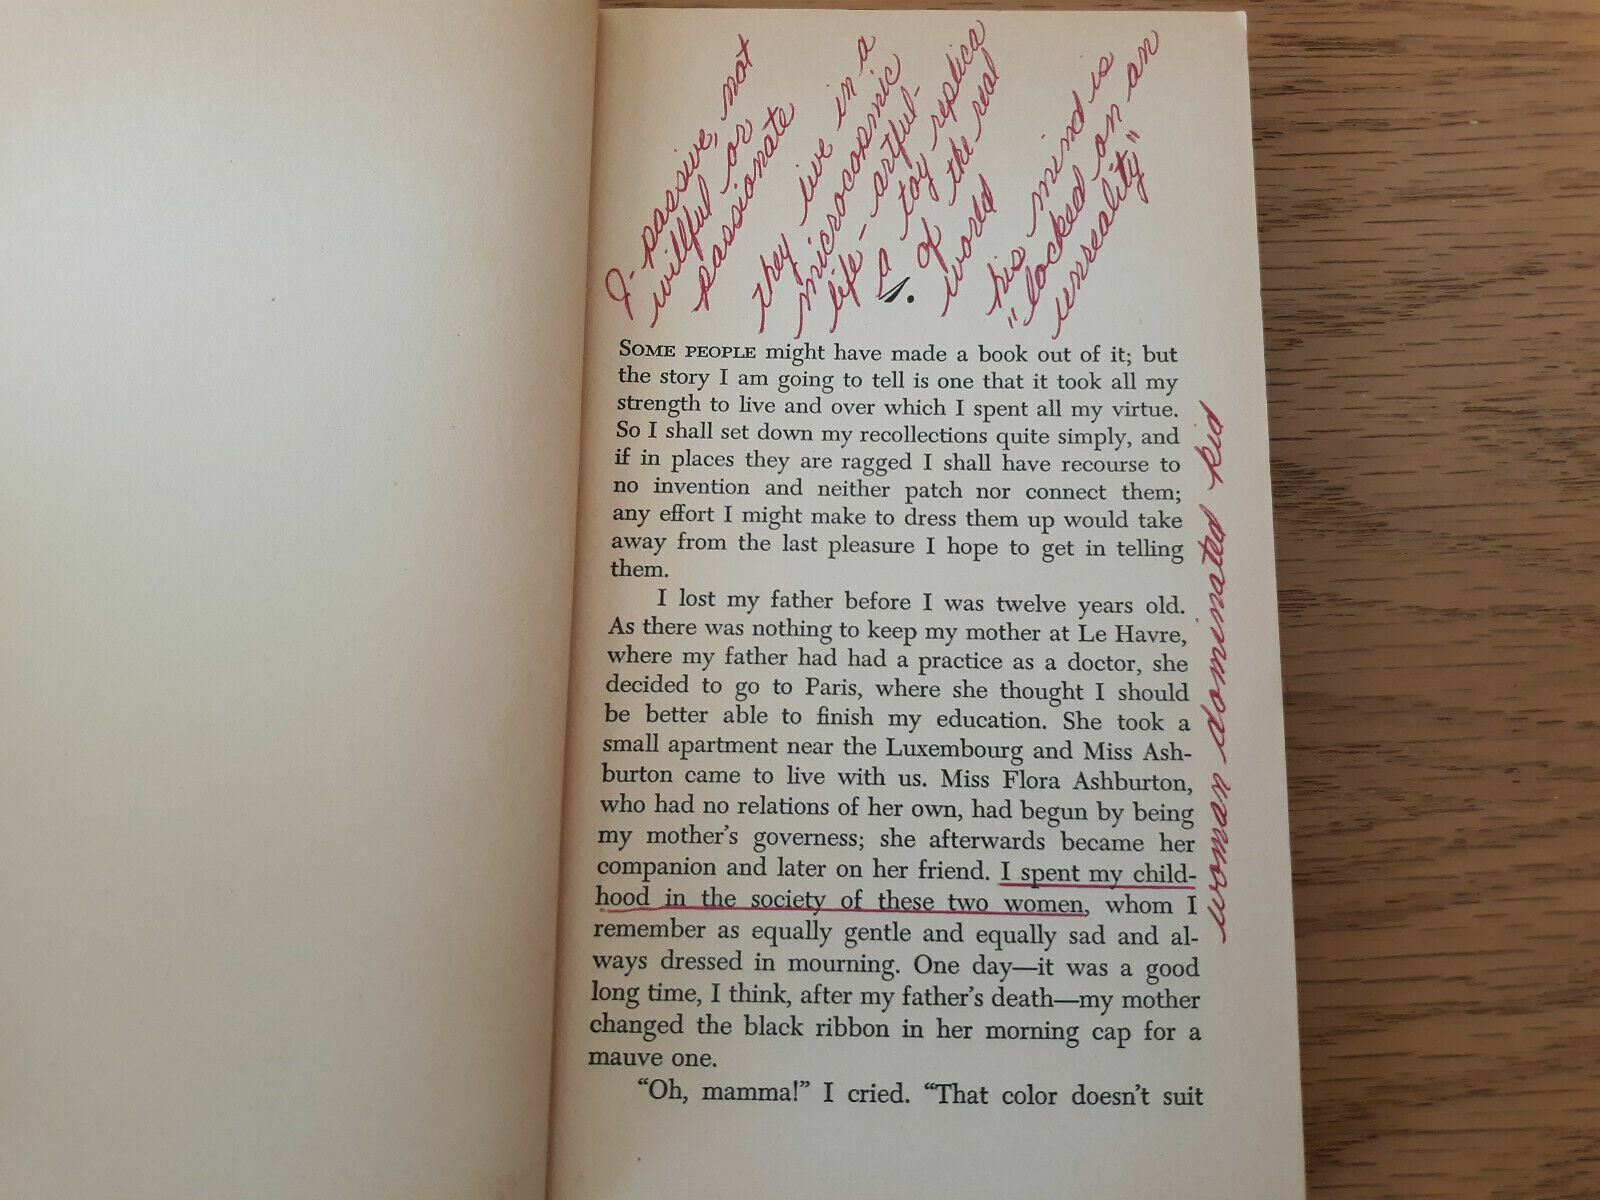 J- passive, not
willful or
passionate
they live in a
microcosmic
life - artful -
a toy replica
of the real
world
his mind is
"locked on an
unreality"
1.
SOME PEOPLE might have made a book out of it; but
the story I am going to tell is one that it took all my
strength to live and over which I spent all my virtue.
So I shall set down my recollections quite simply, and
if in places they are ragged I shall have recourse to
no invention and neither patch nor connect them;
any effort I might make to dress them up would take
away from the last pleasure I hope to get in telling
them.
I lost my father before I was twelve years old.
As there was nothing to keep my mother at Le Havre,
where my father had had a practice as a doctor, she
decided to go to Paris, where she thought I should
be better able to finish my education. She took a
small apartment near the Luxembourg and Miss Ash-
burton came to live with us. Miss Flora Ashburton,
who had no relations of her own, had begun by being
my mother's governess; she afterwards became her
companion and later on her friend. I spent my child-
hood in the society of these two women, whom I
remember as equally gentle and equally sad and al-
ways dressed in mourning. One day—it was a good
long time, I think, after my father's death—my mother
changed the black ribbon in her morning cap for a
mauve one.
"Oh, mamma!" I cried. "That color doesn't suit
woman dominated kid